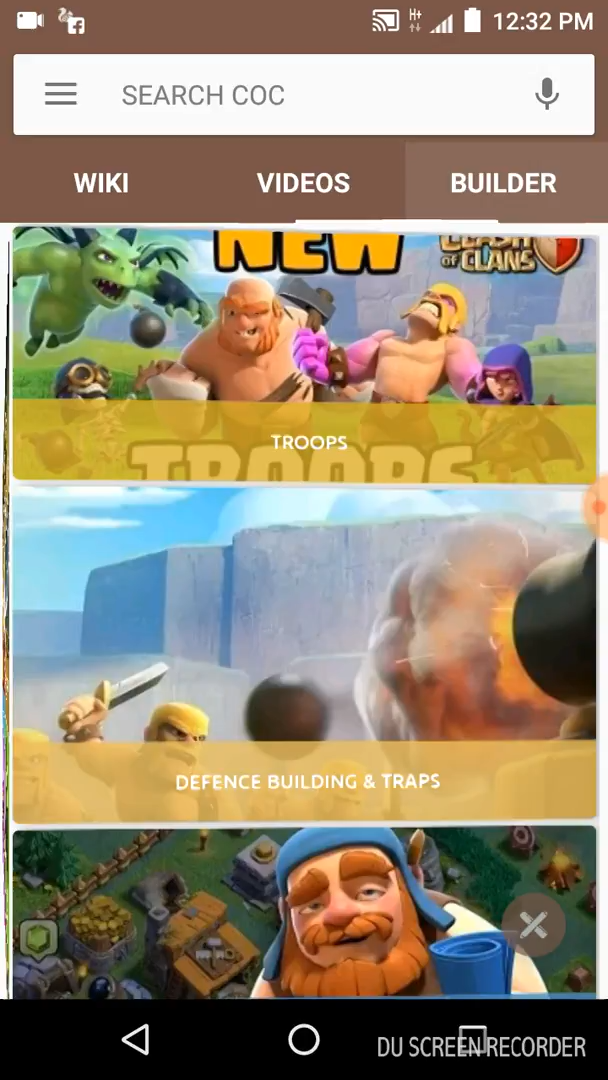 H+
12:32 PM
SEARCH COC
WIKI
VIDEOS
BUILDER
NEW
CLASH
OF CLANS
TROOPS
TROOPS
DEFENCE BUILDING & TRAPS
DU SCREEN RECORDER